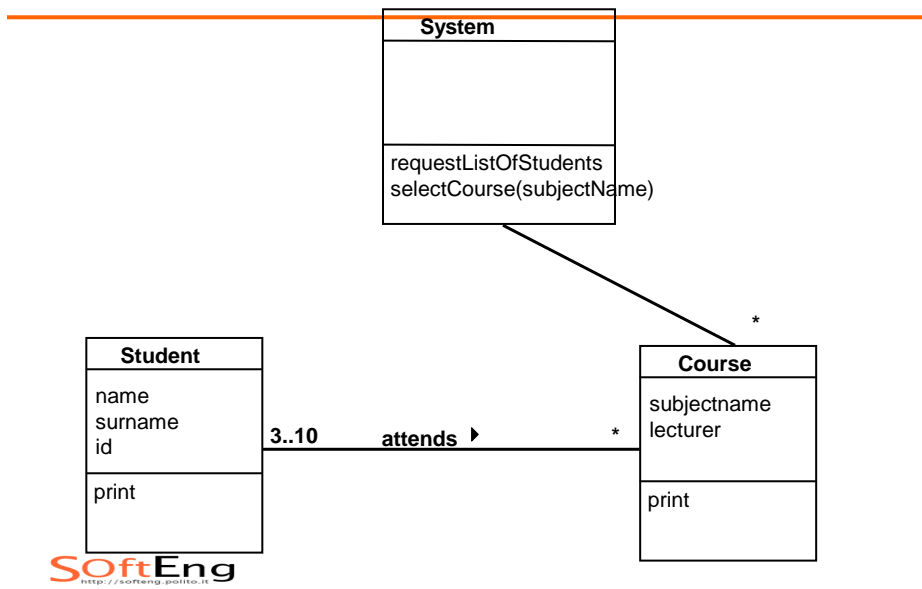 System
requestListOfStudents
selectCourse(subjectName)
*
Student
name
surname
id
print
3..10
attends
*
Course
subjectname
lecturer
print
SOftEng
http://softeng.polito.it